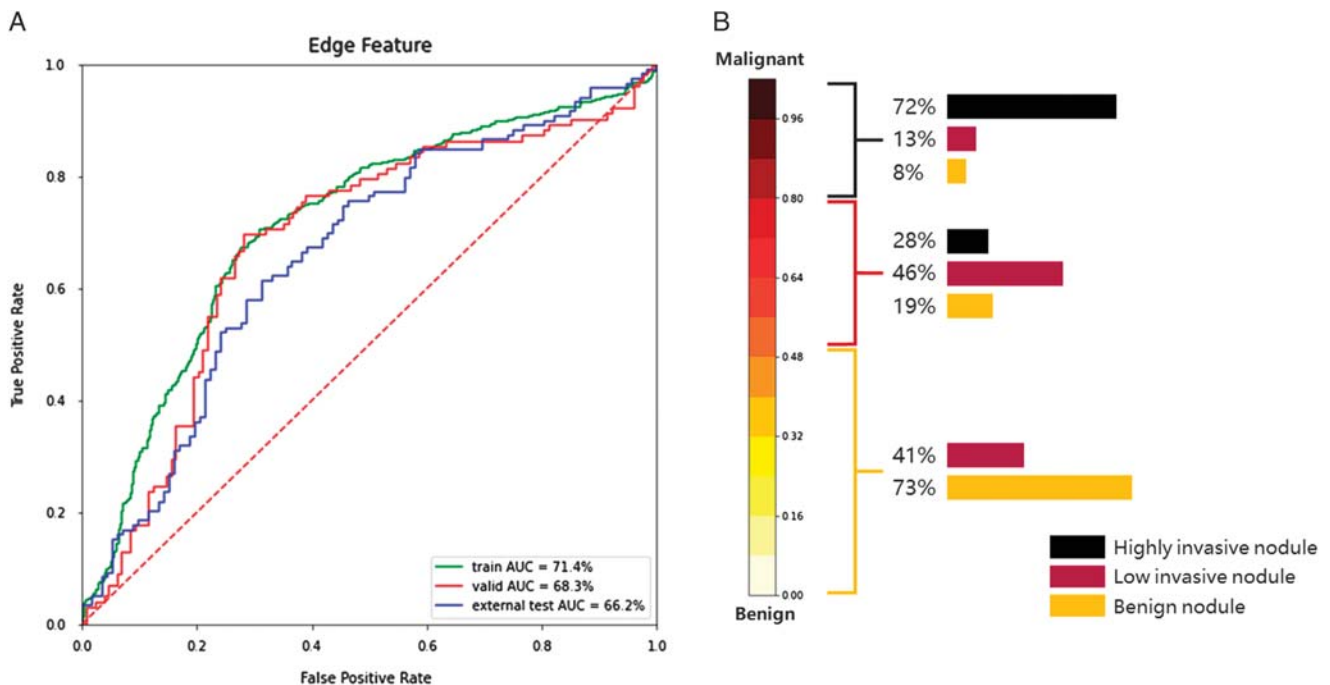 A
Edge Feature
1.0
0.8
0.6
0.4
0.2
0.0
True Positive Rate
0.0 0.2 0.4 0.6 0.8 1.0
False Positive Rate
train AUC = 71.4%
valid AUC = 68.3%
external test AUC = 66.2%
B
Malignant
0.96
0.80
0.64
0.48
0.32
0.16
0.00
Benign
72%
13%
8%
28%
46%
19%
41%
73%
Highly invasive nodule
Low invasive nodule
Benign nodule